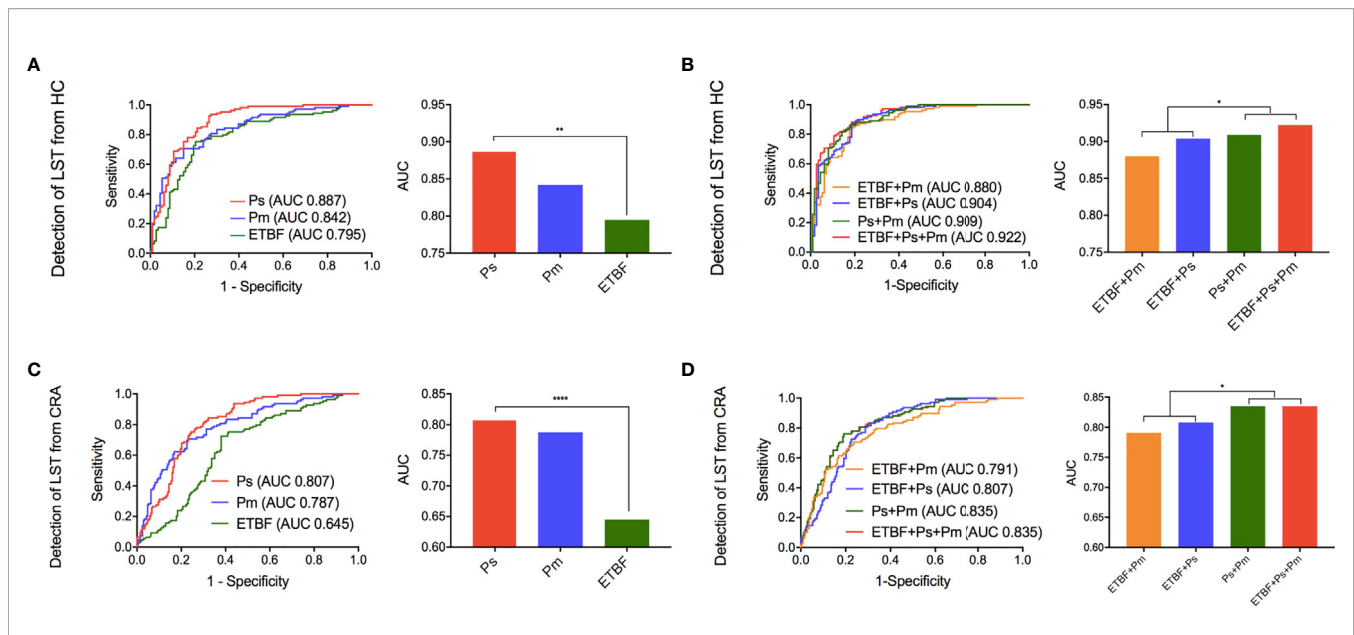 A
Detection of LST from HC
Sensitivity
1.0
0.8
0.6
0.4
0.2
0.0
Ps (AUC 0.887)
Pm (AUC 0.842)
ETBF (AUC 0.795)
0.0 0.2 0.4 0.6 0.8 1.0
1 - Specificity
AUC
0.95
0.90
0.85
0.80
0.75
**
Ps Pm ETBF
B
Detection of LST from HC
Sensitivity
1.0
0.8
0.6
0.4
0.2
0.0
ETBF+Pm (AUC 0.880)
ETBF+Ps (AUC 0.904)
Ps+Pm (AUC 0.909)
ETBF+Ps+Pm (AUC 0.922)
0.0 0.2 0.4 0.6 0.8 1.0
1-Specificity
AUC
0.95
0.90
0.85
0.80
0.75
*
ETBF+Pm ETBF+Ps Ps+Pm ETBF+Ps+Pm
C
Detection of LST from CRA
Sensitivity
1.0
0.8
0.6
0.4
0.2
0.0
Ps (AUC 0.807)
Pm (AUC 0.787)
ETBF (AUC 0.645)
0.0 0.2 0.4 0.6 0.8 1.0
1 - Specificity
AUC
0.85
0.80
0.75
0.70
0.65
0.60
****
Ps Pm ETBF
D
Detection of LST from CRA
Sensitivity
1.0
0.8
0.6
0.4
0.2
0.0
ETBF+Pm (AUC 0.791)
ETBF+Ps (AUC 0.807)
Ps+Pm (AUC 0.835)
ETBF+Ps+Pm (AUC 0.835)
0.0 0.2 0.4 0.6 0.8 1.0
1-Specificity
AUC
0.85
0.80
0.75
0.70
0.65
0.60
*
ETBF+Pm ETBF+Ps Ps+Pm ETBF+Ps+Pm